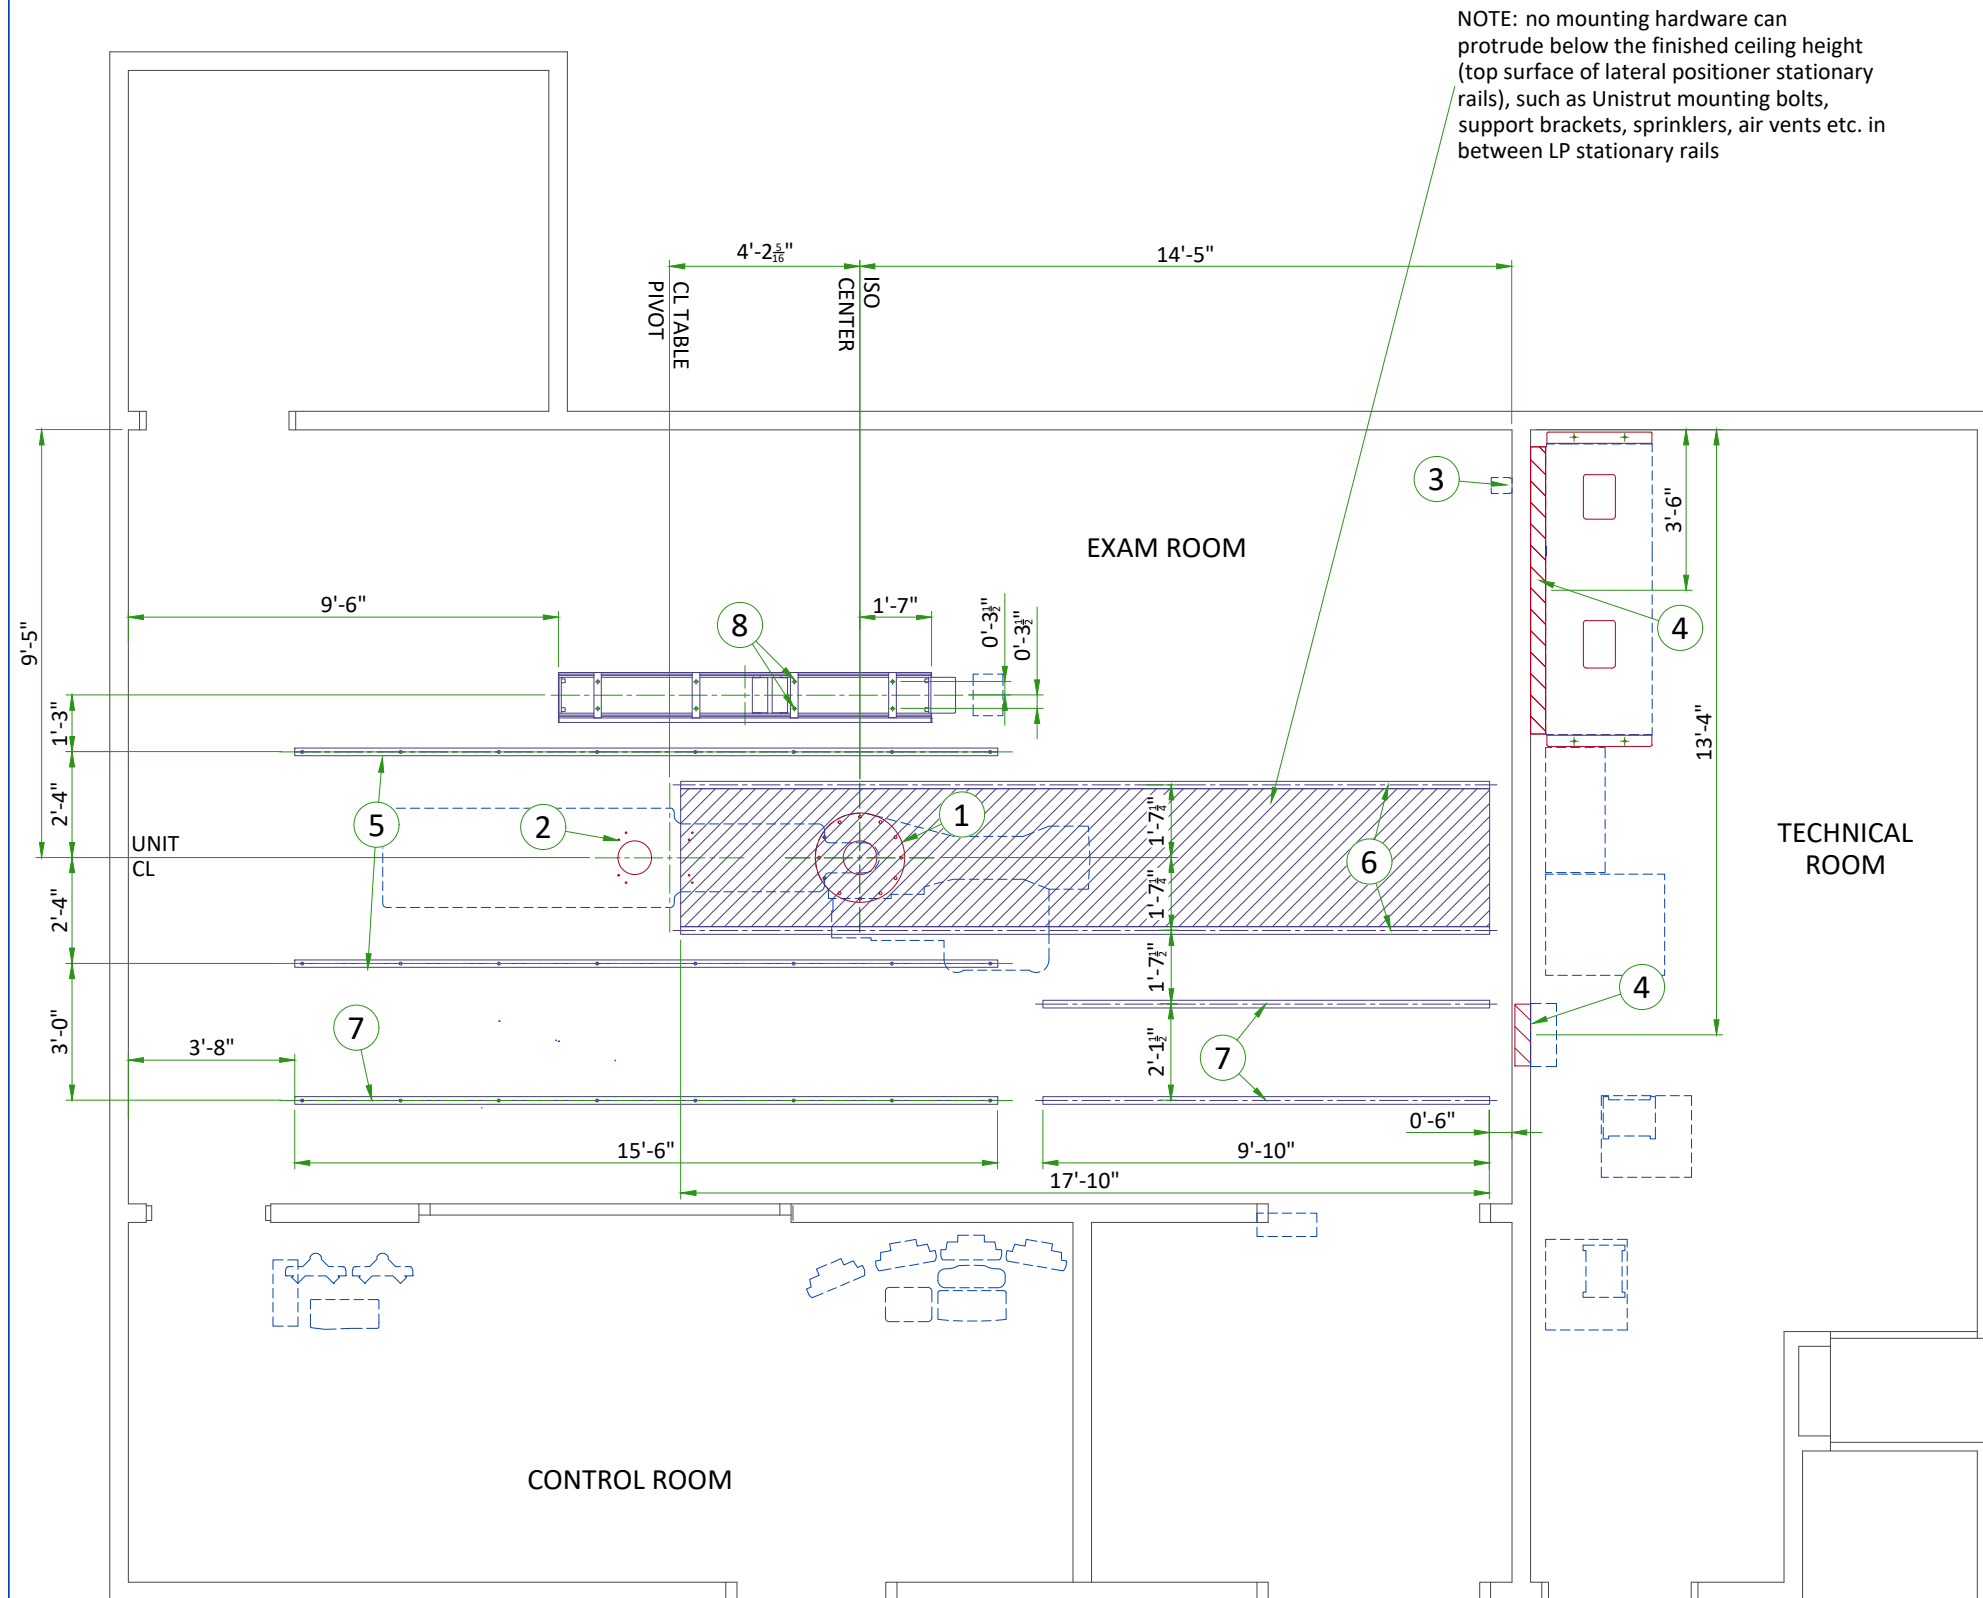 NOTE: no mounting hardware can
protrude below the finished ceiling height
(top surface of lateral positioner stationary
rails), such as Unistrut mounting bolts,
support brackets, sprinklers, air vents etc. in
between LP stationary rails
4'-2 5/16"
14'-5"
CL TABLE
PIVOT
ISO
CENTER
3
EXAM ROOM
3'-6"
9'-6"
8
1'-7"
0'-3 1/2"
0'-3 1/2"
4
9'-5"
1'-3"
13'-4"
2'-4"
5
2
1
1'-7 1/4"
6
UNIT
CL
TECHNICAL
ROOM
2'-4"
1'-7 1/4"
1'-7 1/2"
4
3'-0"
3'-8"
7
2'-1 1/2"
7
0'-6"
15'-6"
9'-10"
17'-10"
CONTROL ROOM